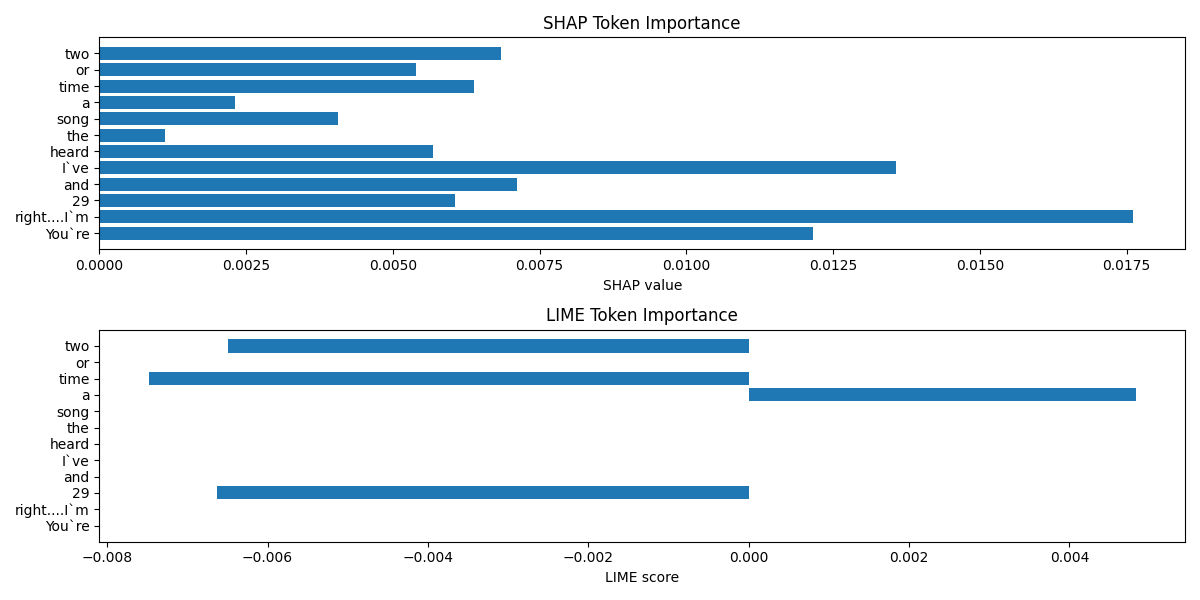 SHAP Token Importance
two
or
time
a
song
the
heard
I`ve
and
29
right....I`m
You`re
0.0000 0.0025 0.0050 0.0075 0.0100 0.0125 0.0150 0.0175
SHAP value
LIME Token Importance
two
or
time
a
song
the
heard
I`ve
and
29
right....I`m
You`re
−0.008 −0.006 −0.004 −0.002 0.000 0.002 0.004
LIME score